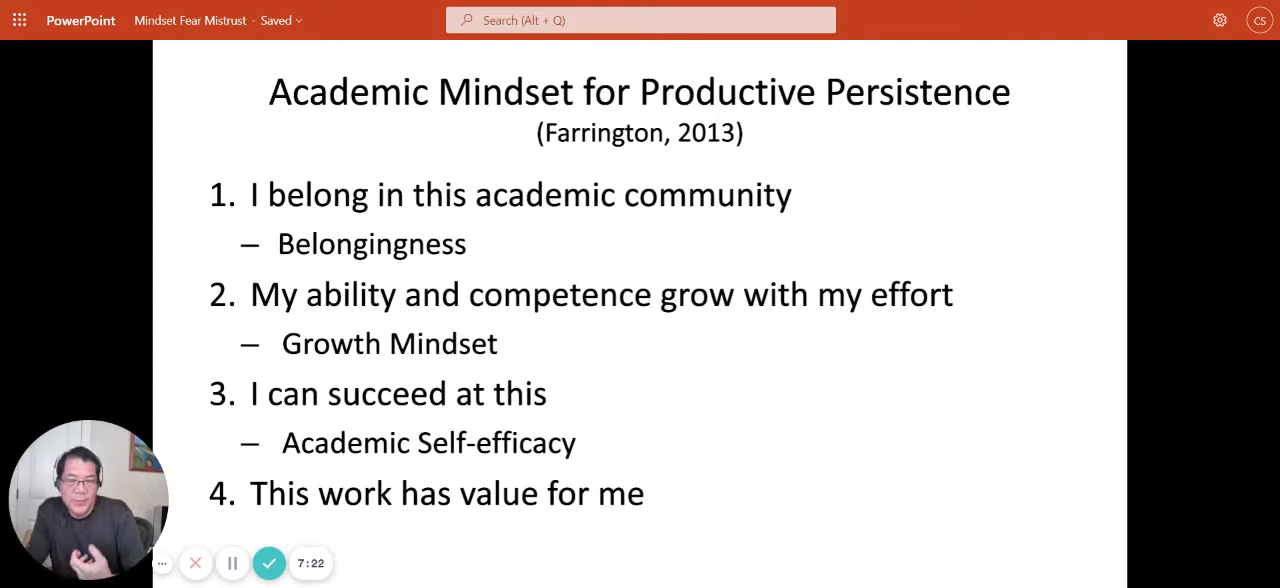 PowerPoint Mindset Fear Mistrust - Saved Search (Alt + Q) CS
Academic Mindset for Productive Persistence
(Farrington, 2013)
1. I belong in this academic community
– Belongingness
2. My ability and competence grow with my effort
– Growth Mindset
3. I can succeed at this
– Academic Self-efficacy
4. This work has value for me
7:22